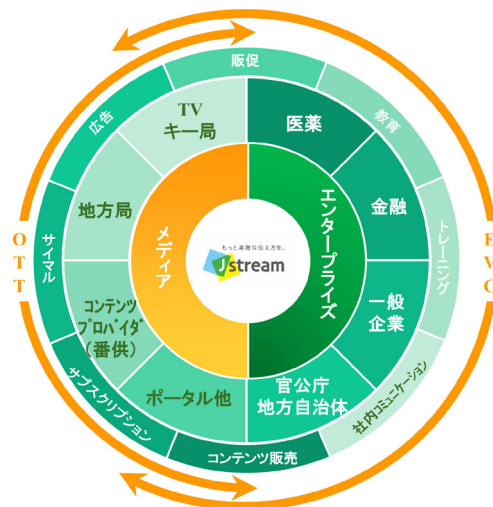 販促
広告
教育
TV
キー局
医薬
地方局
金融
サイマル
トレーニング
OTT
EVC
メディア
エンタープライズ
もっと素敵な伝え方を。
Jstream
コンテンツ
プロバイダ
(番供)
一般
企業
サブスクリプション
ポータル他
官公庁
地方自治体
社内コミュニケーション
コンテンツ販売